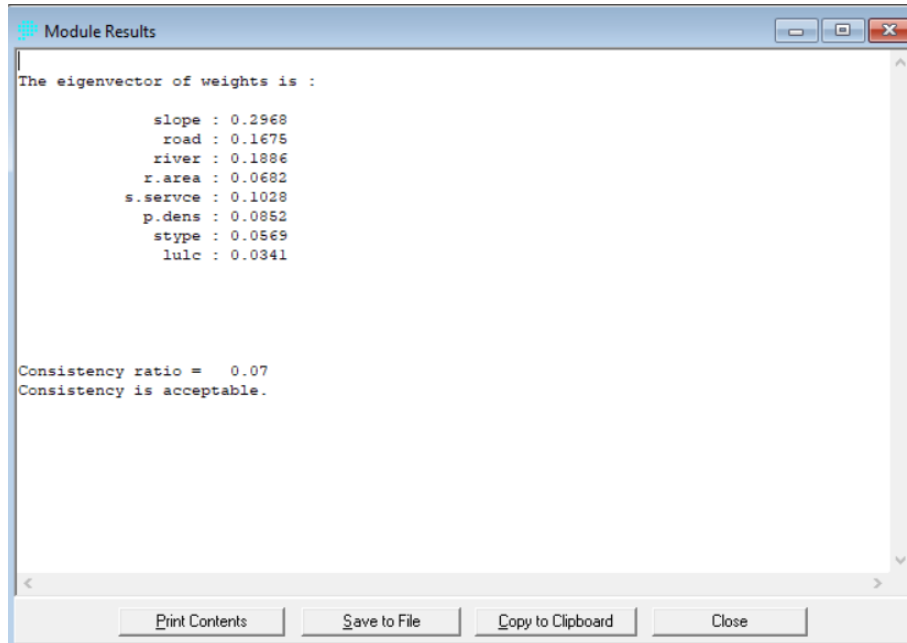 Module Results
The eigenvector of weights is :
slope : 0.2968
road : 0.1675
river : 0.1886
r.area : 0.0682
s.servce : 0.1028
p.dens : 0.0852
stype : 0.0569
lulc : 0.0341
Consistency ratio =   0.07
Consistency is acceptable.
Print Contents Save to File Copy to Clipboard Close